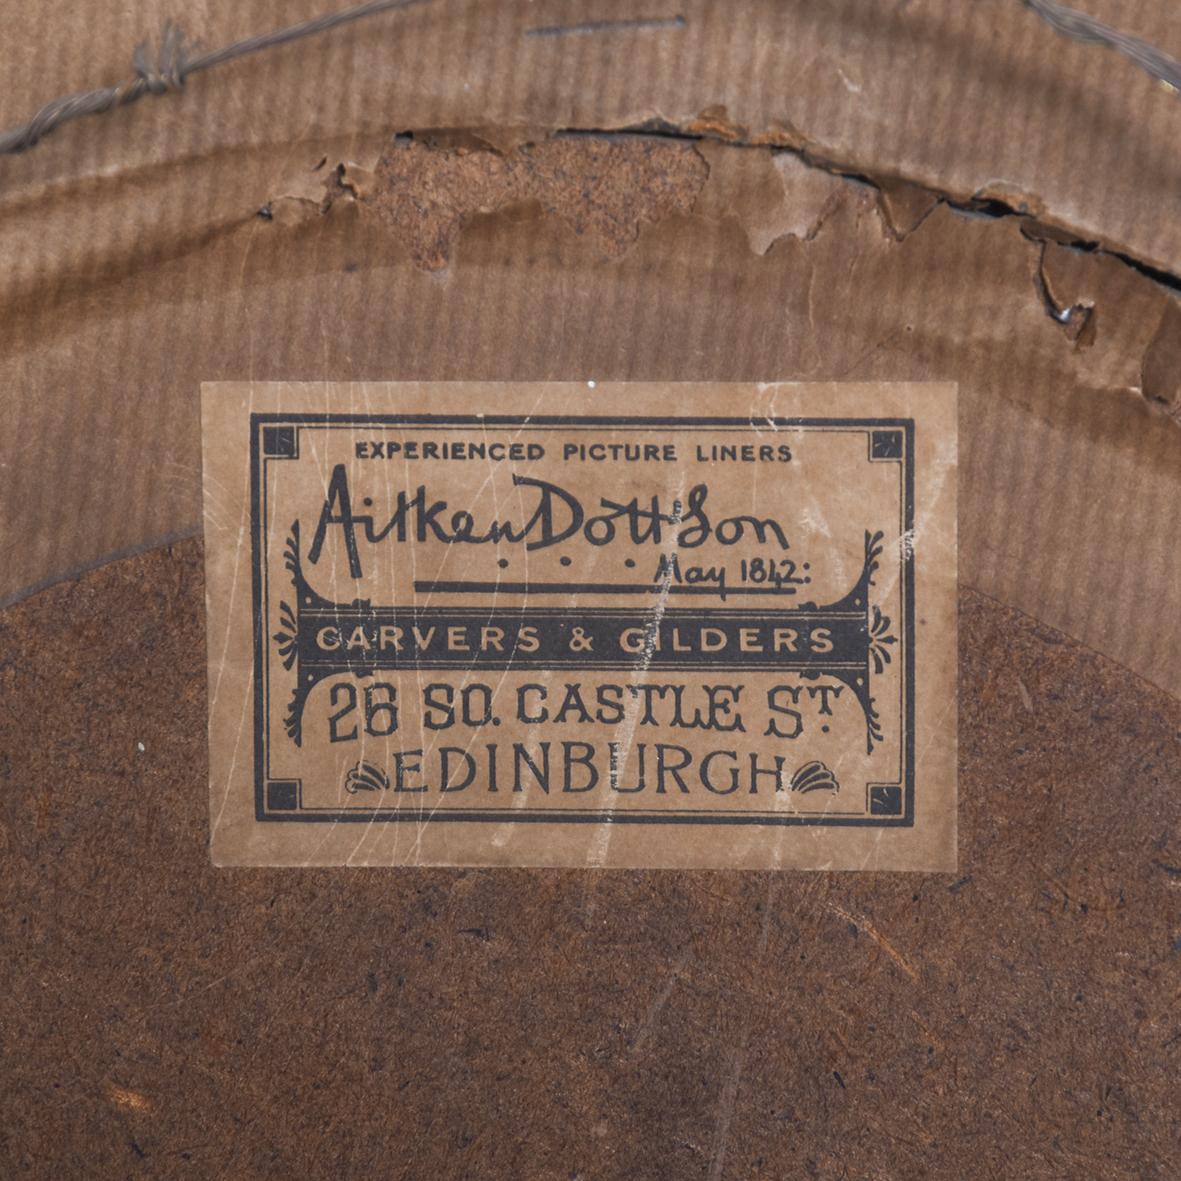 EXPERIENCED PICTURE LINERS
Aitken Dott & Son
May 1842:
CARVERS & GILDERS
26 SO. CASTLE ST
EDINBURGH